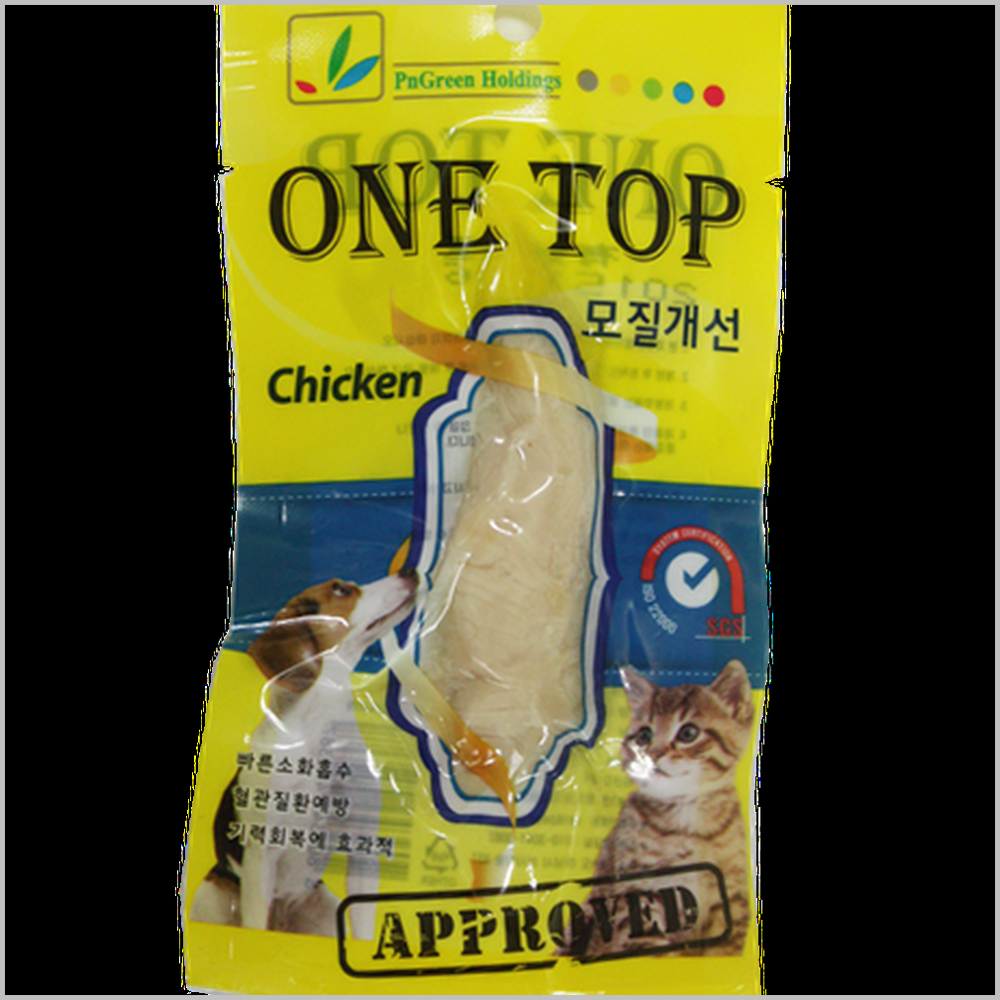 PnGreen Holdings
ONE TOP
모질개선
Chicken
SYSTEM CERTIFICATION
ISO 22000
SGS
빠른소화흡수
혈관질환예방
기력회복에 효과적
APPROVED